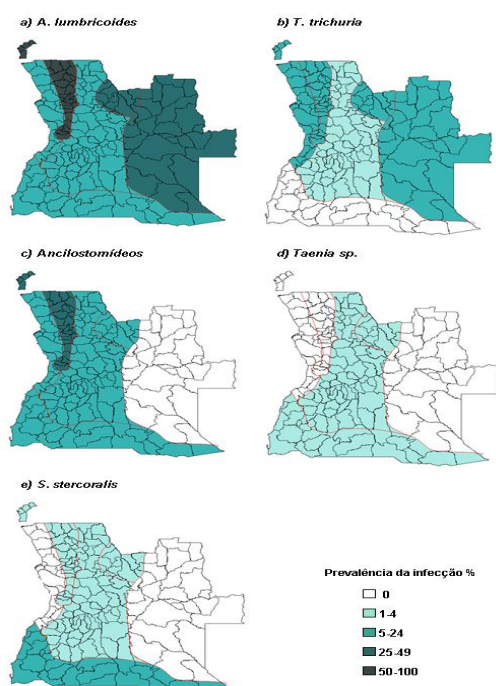 a) A. lumbricoides
b) T. trichuria
c) Ancilostomídeos
d) Taenia sp.
e) S. stercoralis
Prevalência da infecção %
0
1-4
5-24
25-49
50-100